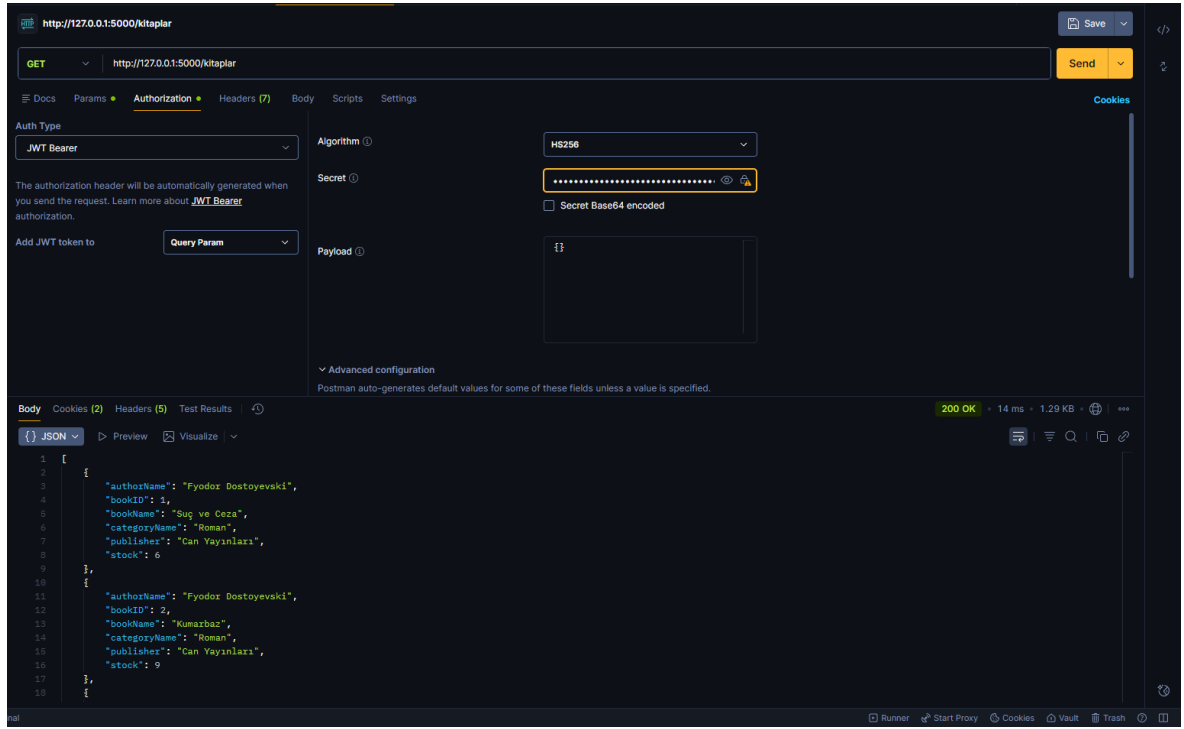 HTTP http://127.0.0.1:5000/kitaplar Save
GET http://127.0.0.1:5000/kitaplar Send
Docs Params Authorization Headers (7) Body Scripts Settings Cookies
Auth Type
JWT Bearer
The authorization header will be automatically generated when
you send the request. Learn more about JWT Bearer
authorization.
Add JWT token to Query Param
Algorithm HS256
Secret
Secret Base64 encoded
Payload {}
Advanced configuration
Postman auto-generates default values for some of these fields unless a value is specified.
Body Cookies (2) Headers (5) Test Results 200 OK 14 ms 1.29 KB
{} JSON Preview Visualize
1 [
2 {
3 "authorName": "Fyodor Dostoyevski",
4 "bookID": 1,
5 "bookName": "Suç ve Ceza",
6 "categoryName": "Roman",
7 "publisher": "Can Yayınları",
8 "stock": 6
9 },
10 {
11 "authorName": "Fyodor Dostoyevski",
12 "bookID": 2,
13 "bookName": "Kumarbaz",
14 "categoryName": "Roman",
15 "publisher": "Can Yayınları",
16 "stock": 9
17 },
18 {
nal Runner Start Proxy Cookies Vault Trash